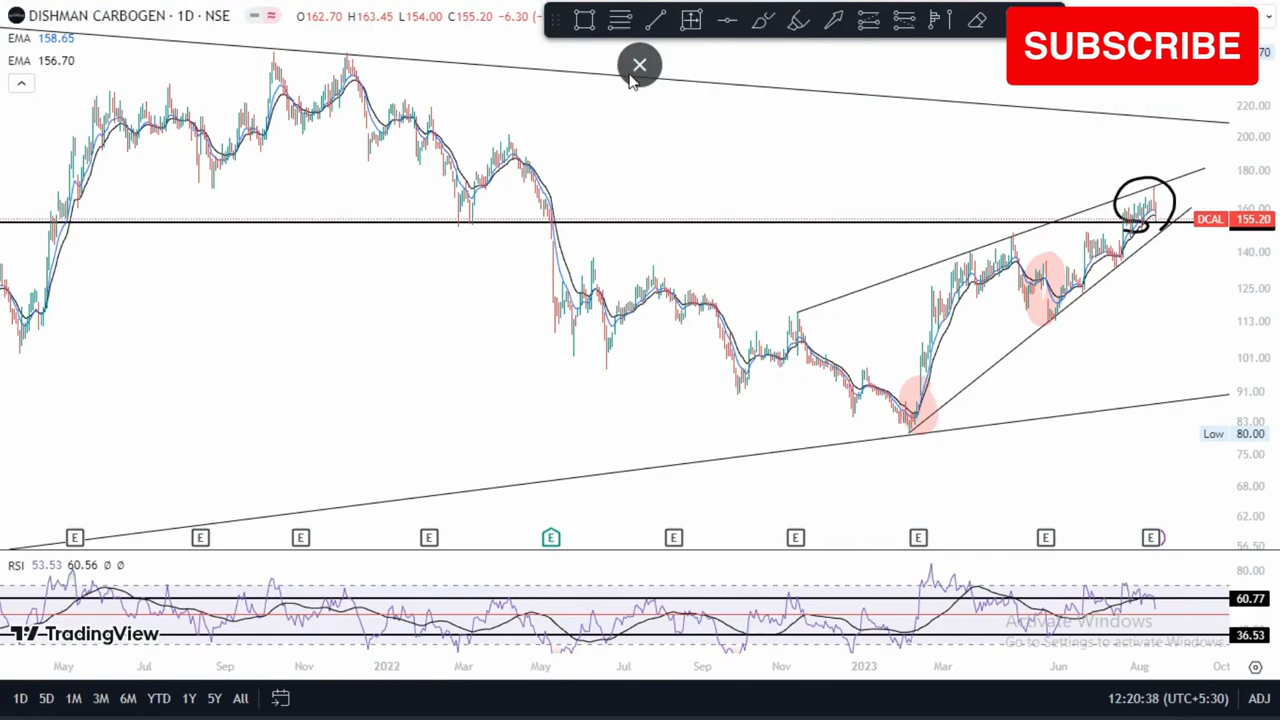 DISHMAN CARBOGEN · 1D · NSE
O162.70 H163.45 L154.00 C155.20 -6.30 (-
EMA 158.65
EMA 156.70
SUBSCRIBE
70
220.00
200.00
180.00
160.00
DCAL 155.20
140.00
125.00
113.00
101.00
91.00
83.00
Low 80.00
75.00
68.00
62.00
56.50
E E E E E E E E E E
RSI 53.53 60.56 ø ø
80.00
60.77
36.53
TradingView
Activate Windows
Go to Settings to activate Windows.
May Jul Sep Nov 2022 Mar May Jul Sep Nov 2023 Mar Jun Aug Oct
1D 5D 1M 3M 6M YTD 1Y 5Y All
12:20:38 (UTC+5:30) ADJ